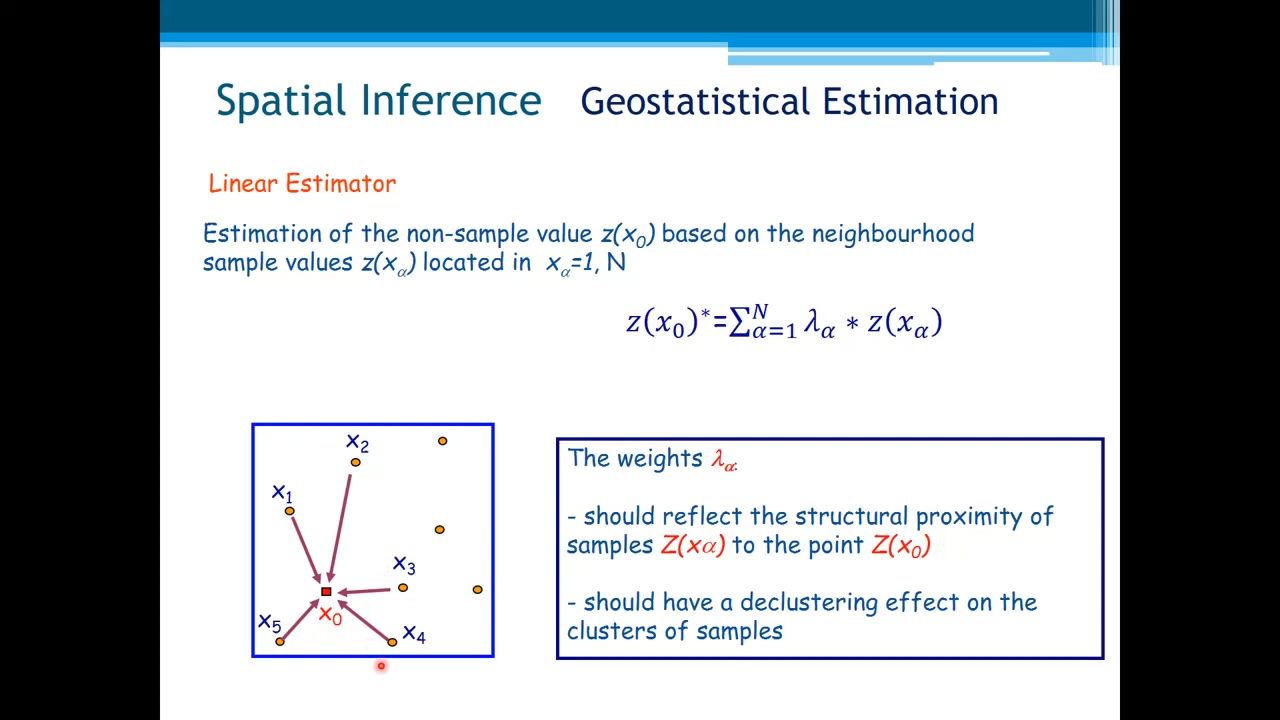 Spatial Inference Geostatistical Estimation
Linear Estimator
Estimation of the non-sample value z(x₀) based on the neighbourhood
sample values z(xα) located in xα=1, N
z(x₀)*=∑ᴺα=1 λα ∗ z(xα)
x₂
x₁
x₃
x₀
x₅
x₄
The weights λα:
- should reflect the structural proximity of
samples Z(xα) to the point Z(x₀)
- should have a declustering effect on the
clusters of samples